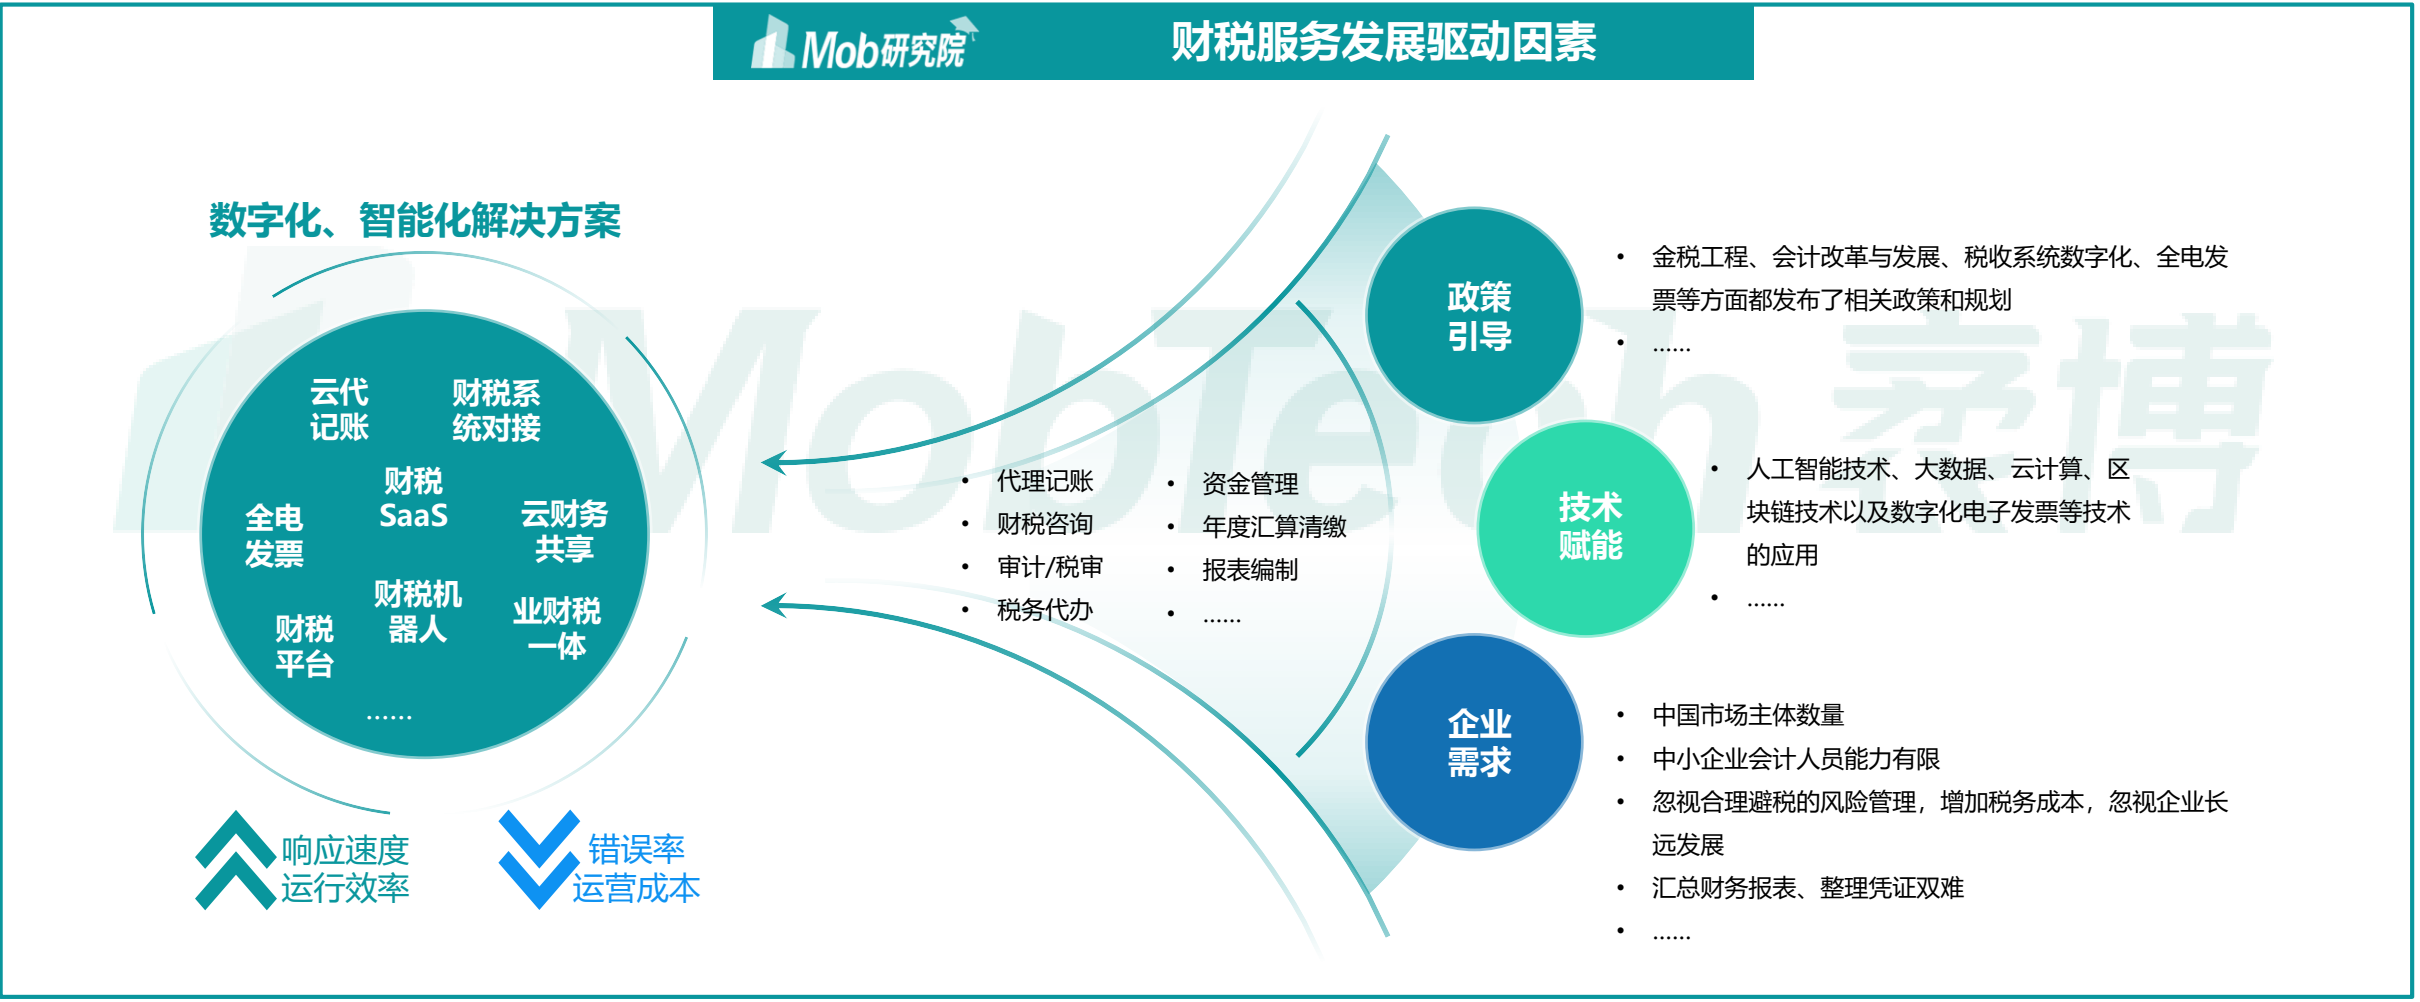 Mob研究院
财税服务发展驱动因素
数字化、智能化解决方案
云代
记账
财税系
统对接
财税
SaaS
全电
发票
云财务
共享
财税机
器人
业财税
一体
财税
平台
……
响应速度
运行效率
错误率
运营成本
• 代理记账
• 财税咨询
• 审计/税审
• 税务代办
• 资金管理
• 年度汇算清缴
• 报表编制
• ……
政策
引导
• 金税工程、会计改革与发展、税收系统数字化、全电发
票等方面都发布了相关政策和规划
• ……
技术
赋能
• 人工智能技术、大数据、云计算、区
块链技术以及数字化电子发票等技术
的应用
• ……
企业
需求
• 中国市场主体数量
• 中小企业会计人员能力有限
• 忽视合理避税的风险管理，增加税务成本，忽视企业长
远发展
• 汇总财务报表、整理凭证双难
• ……
MobTech 袤博